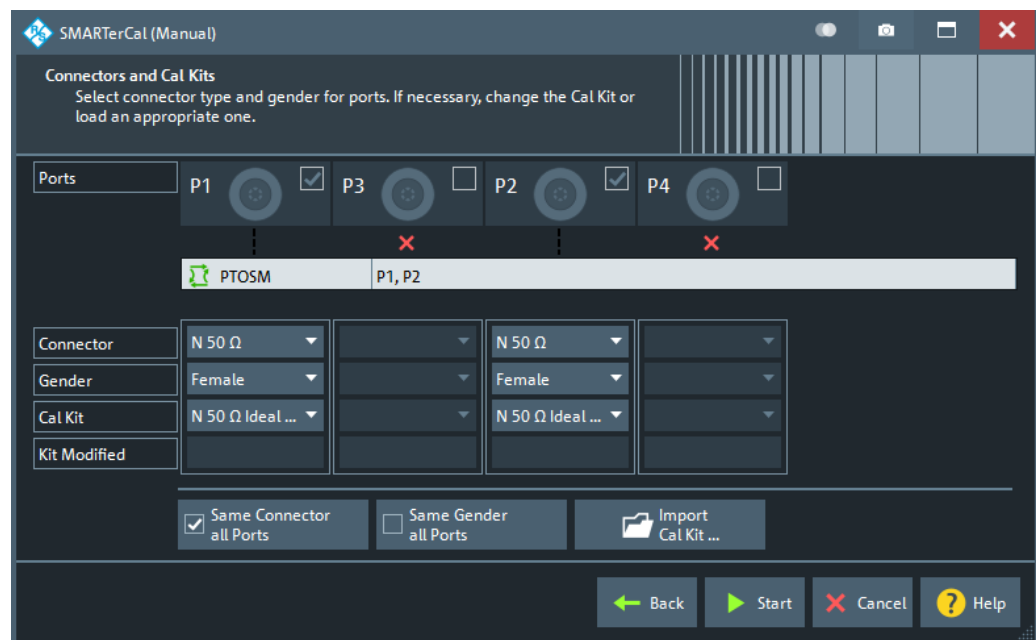 SMARTerCal (Manual)
Connectors and Cal Kits
Select connector type and gender for ports. If necessary, change the Cal Kit or
load an appropriate one.
Ports
P1
P3
P2
P4
PTOSM
P1, P2
Connector
N 50 Ω
N 50 Ω
Gender
Female
Female
Cal Kit
N 50 Ω Ideal ...
N 50 Ω Ideal ...
Kit Modified
Same Connector
all Ports
Same Gender
all Ports
Import
Cal Kit ...
Back
Start
Cancel
Help